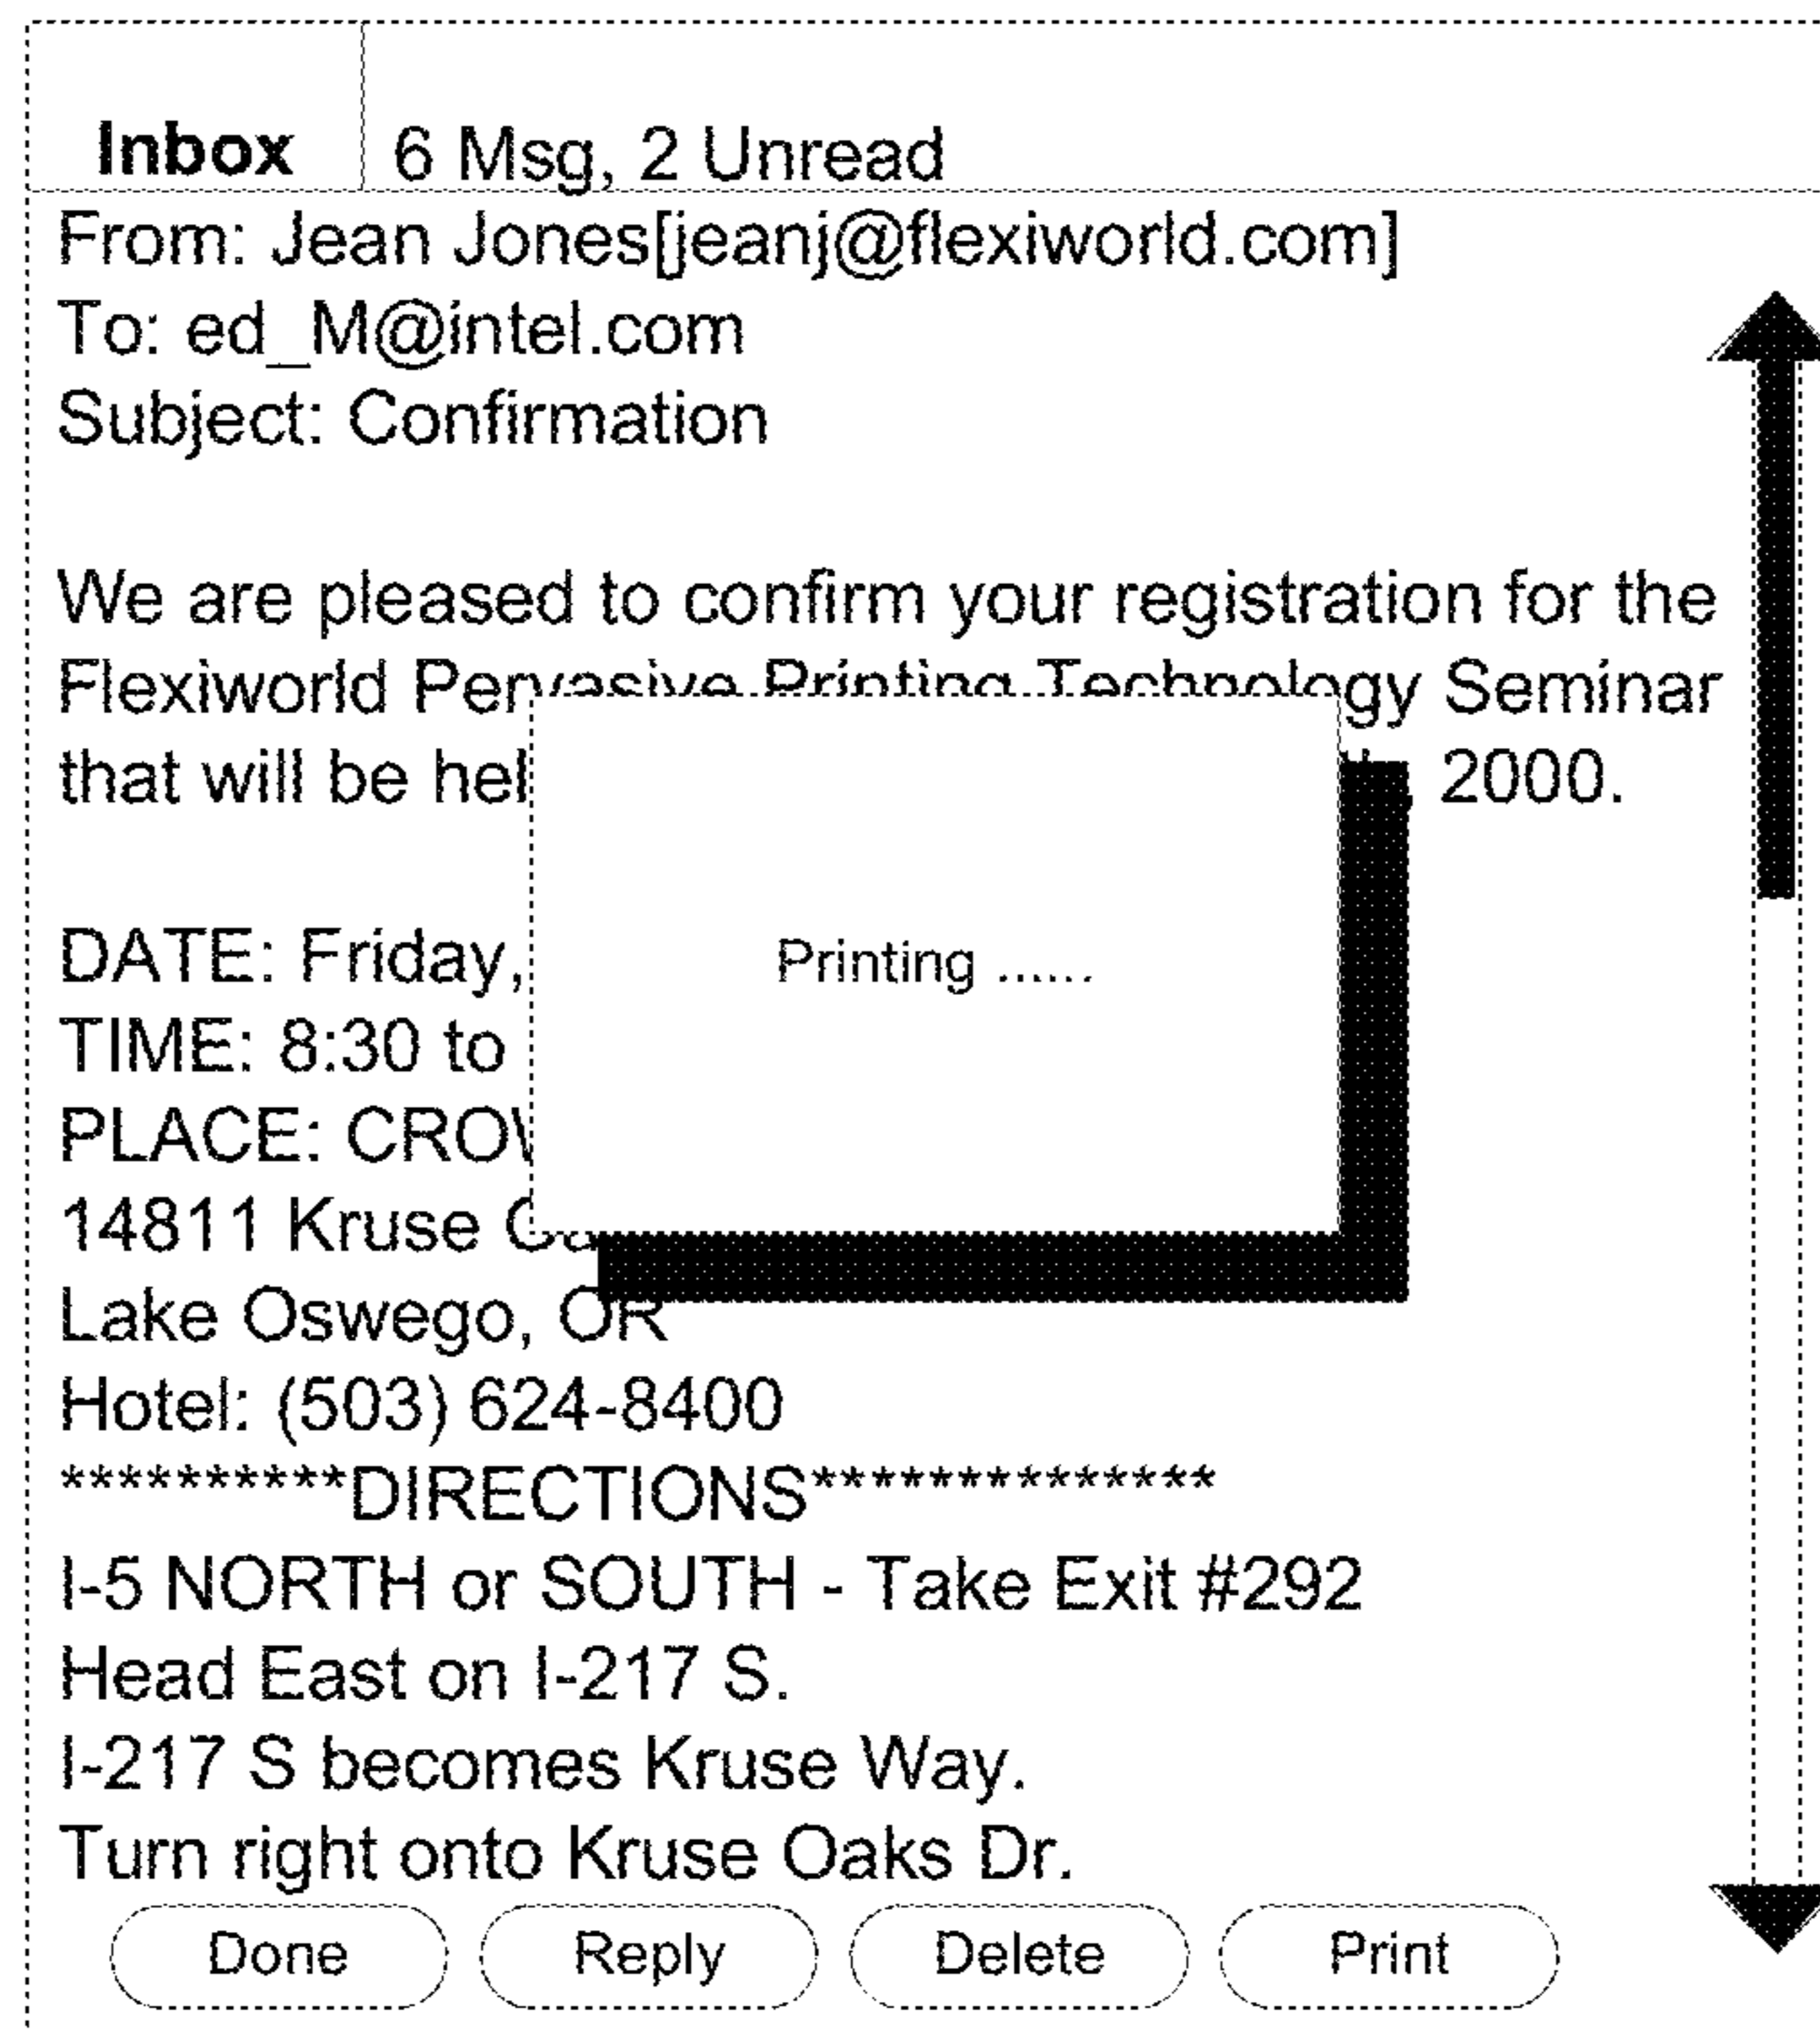 Inbox 6 Msg, 2 Unread
From: Jean Jones[jeanj@flexiworld.com]
To: ed_M@intel.com
Subject: Confirmation
We are pleased to confirm your registration for the
Flexiworld Pervasive Printing Technology Seminar
that will be 2000.
DATE: Friday,
Printing ......
TIME: 8:30 to
PLACE:
14811 Kruse
Lake Oswego, OR
Hotel: (503) 624-8400
**********DIRECTIONS**************
I-5 NORTH or SOUTH - Take Exit #292
Head East on I-217 S.
I-217 S becomes Kruse Way.
Turn right onto Kruse Oaks Dr.
Done Reply Delete Print